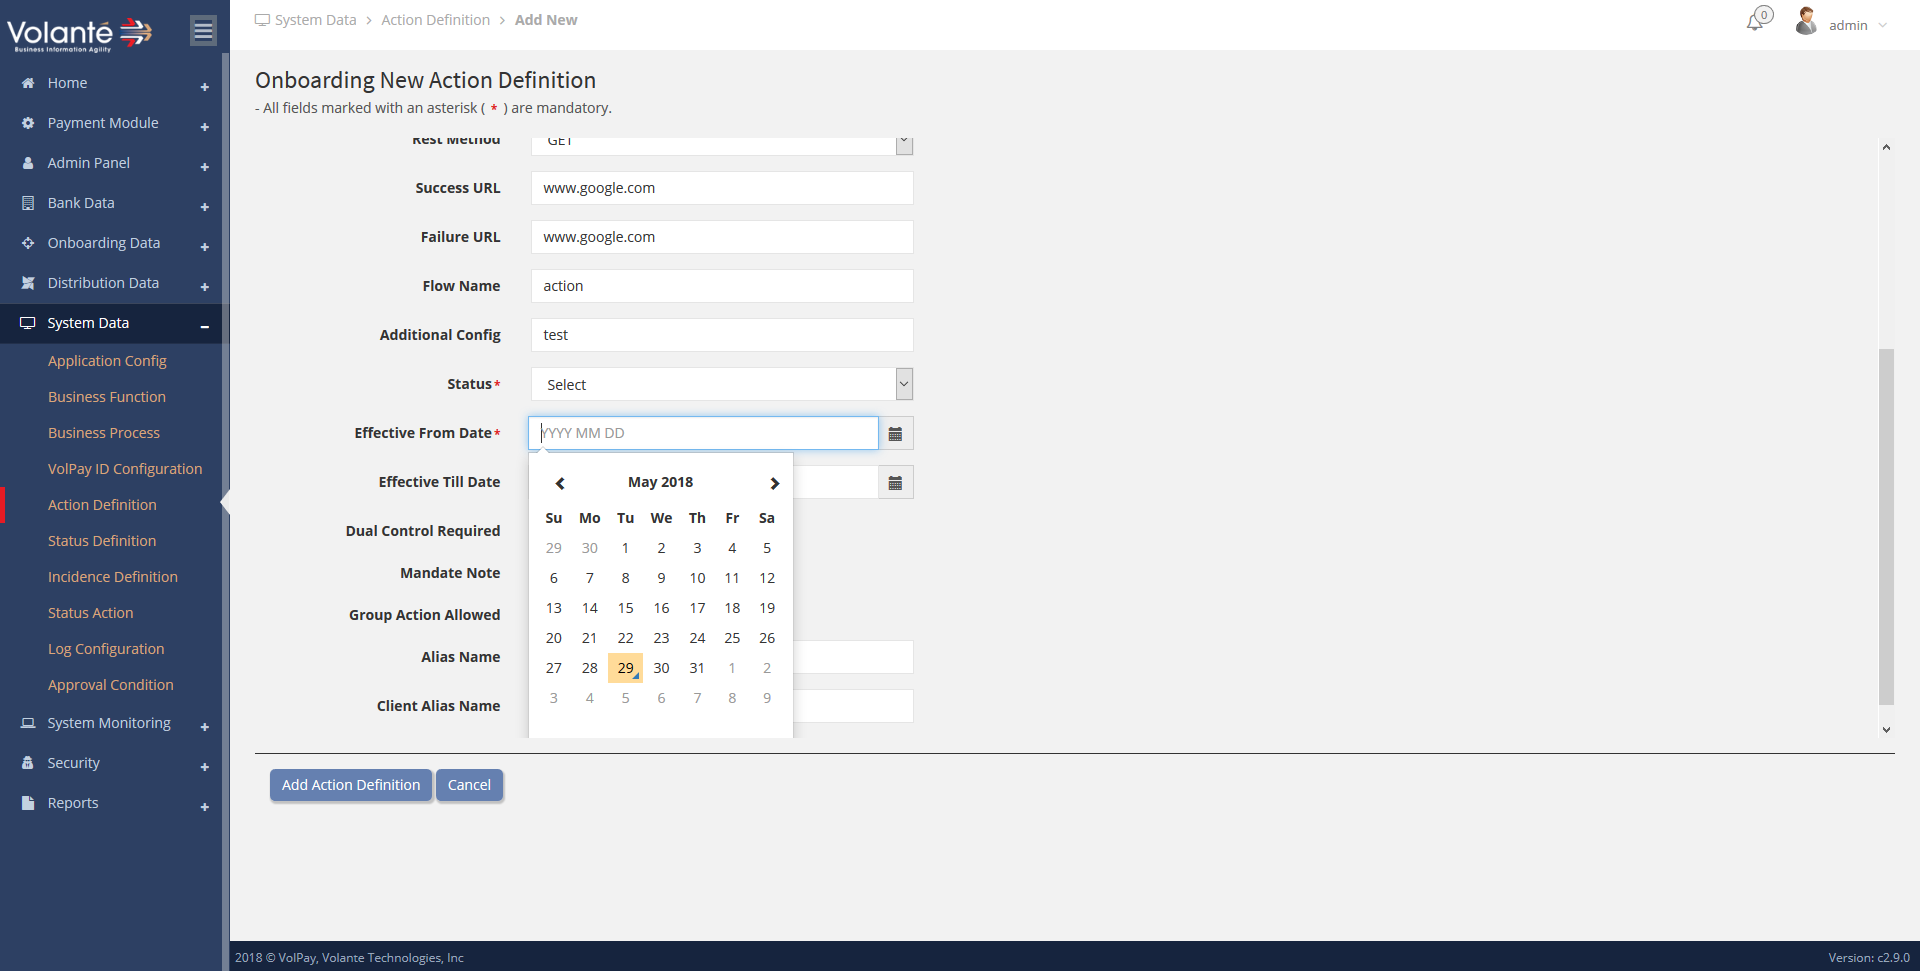 Volanté
Business Information Agility
System Data > Action Definition > Add New
0
admin
Home
Payment Module
Admin Panel
Bank Data
Onboarding Data
Distribution Data
System Data
Application Config
Business Function
Business Process
VolPay ID Configuration
Action Definition
Status Definition
Incidence Definition
Status Action
Log Configuration
Approval Condition
System Monitoring
Security
Reports
Onboarding New Action Definition
- All fields marked with an asterisk ( * ) are mandatory.
Rest Method GET
Success URL www.google.com
Failure URL www.google.com
Flow Name action
Additional Config test
Status* Select
Effective From Date* YYYY MM DD
Effective Till Date
Dual Control Required
Mandate Note
Group Action Allowed
Alias Name
Client Alias Name
May 2018
Su Mo Tu We Th Fr Sa
29 30 1 2 3 4 5
6 7 8 9 10 11 12
13 14 15 16 17 18 19
20 21 22 23 24 25 26
27 28 29 30 31 1 2
3 4 5 6 7 8 9
Add Action Definition Cancel
2018 © VolPay, Volante Technologies, Inc
Version: c2.9.0